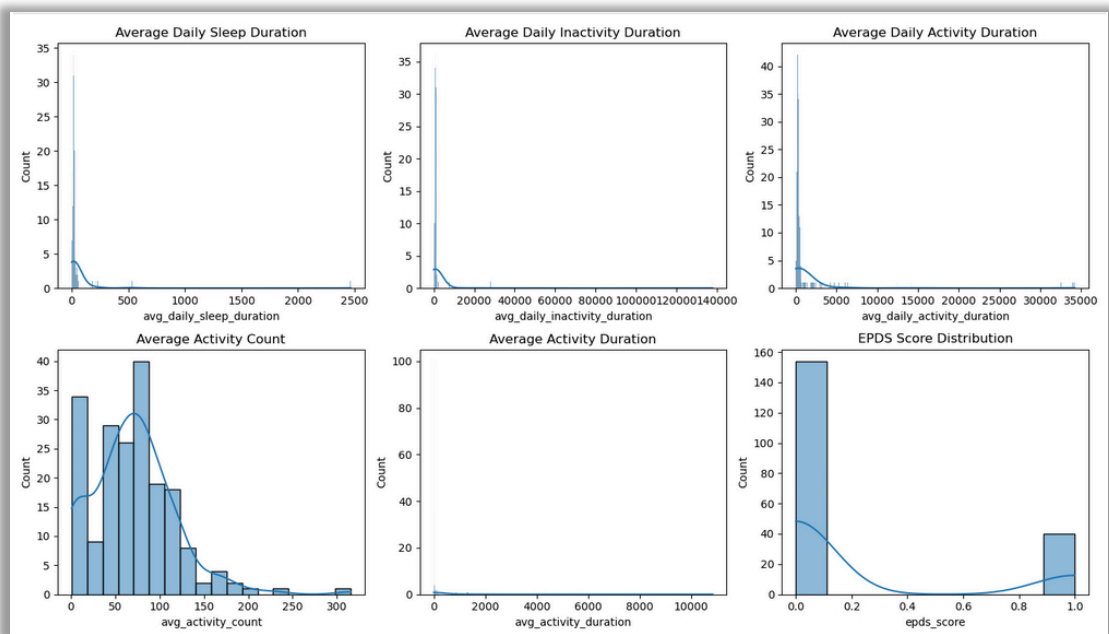 Average Daily Sleep Duration
35
30
25
20
15
10
5
0
Count
0 500 1000 1500 2000 2500
avg_daily_sleep_duration
Average Daily Inactivity Duration
35
30
25
20
15
10
5
0
Count
0 20000 40000 60000 80000 100000120000140000
avg_daily_inactivity_duration
Average Daily Activity Duration
40
35
30
25
20
15
10
5
0
Count
0 5000 10000 15000 20000 25000 30000 35000
avg_daily_activity_duration
Average Activity Count
40
35
30
25
20
15
10
5
0
Count
0 50 100 150 200 250 300
avg_activity_count
Average Activity Duration
100
80
60
40
20
0
Count
0 2000 4000 6000 8000 10000
avg_activity_duration
EPDS Score Distribution
160
140
120
100
80
60
40
20
0
Count
0.0 0.2 0.4 0.6 0.8 1.0
epds_score